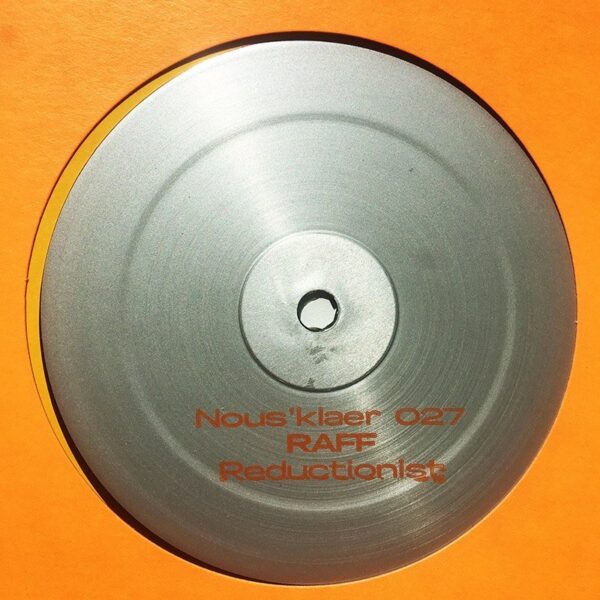 Nous'klaer 027
RAFF
Reductionist